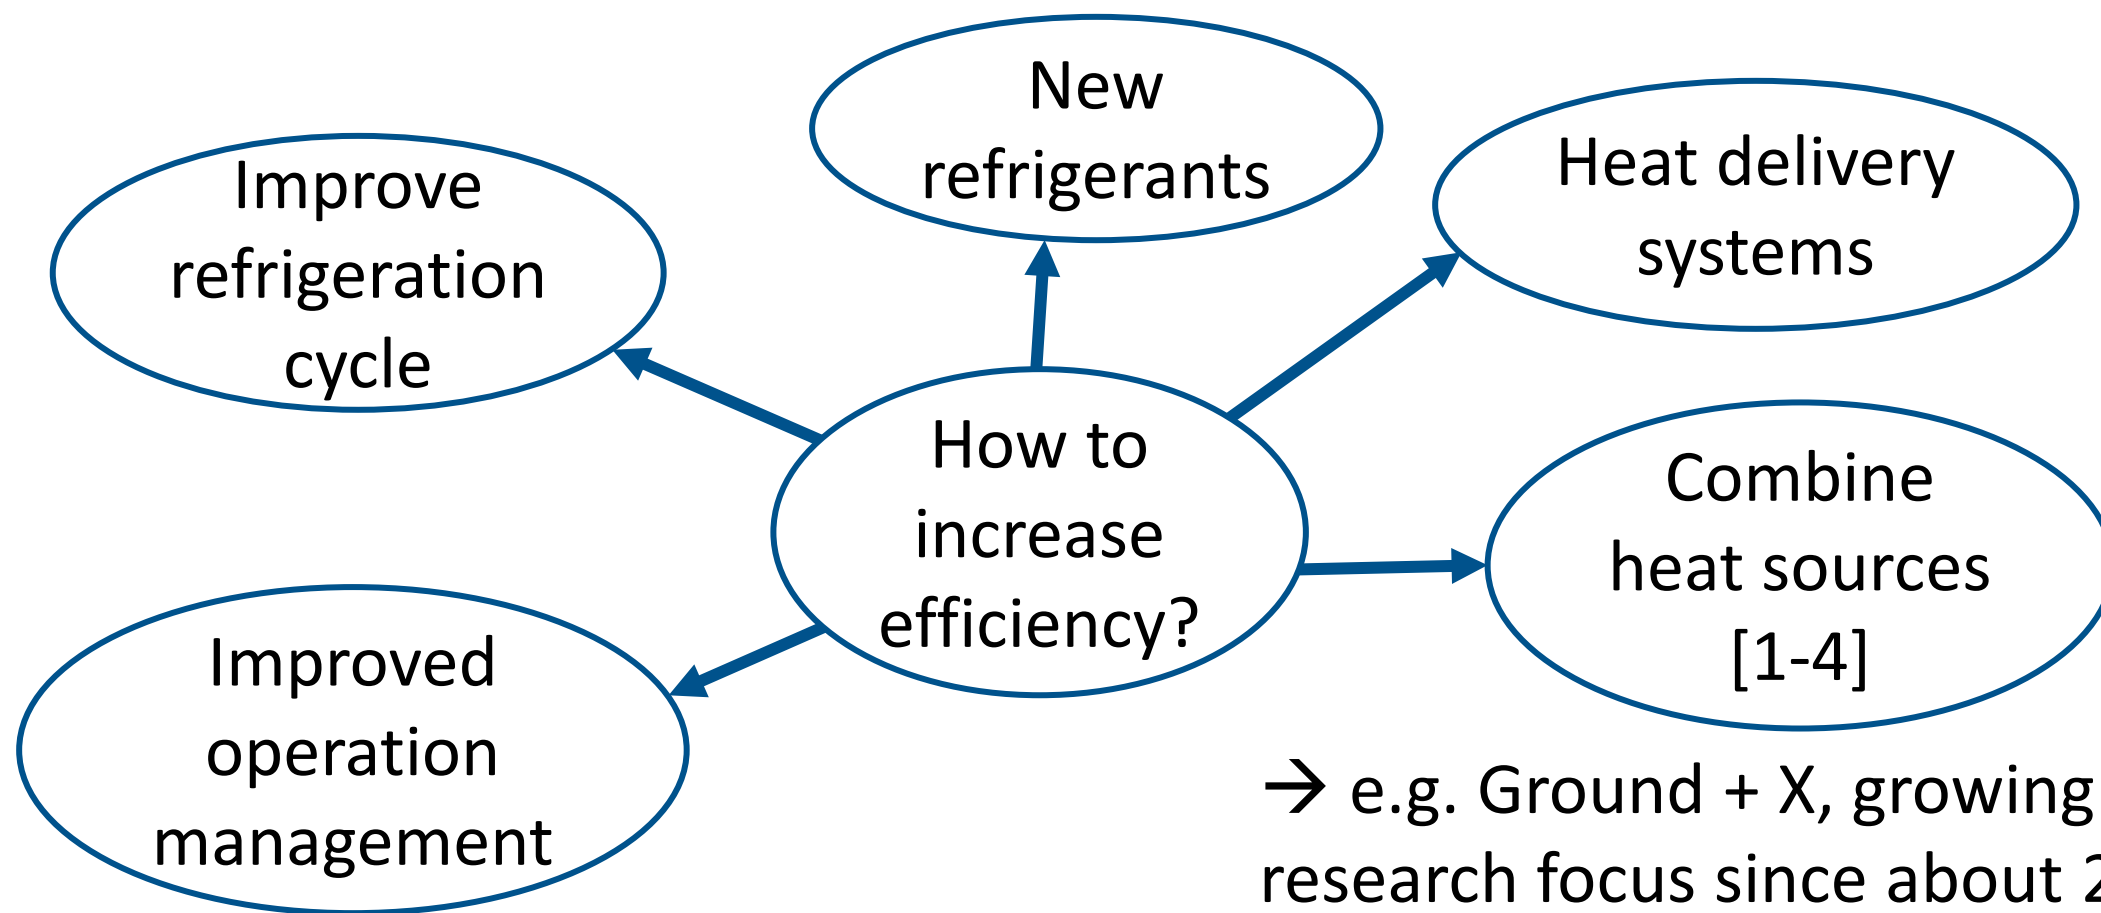 New
refrigerants
Improve
refrigeration
cycle
Heat delivery
systems
How to
increase
efficiency?
Combine
heat sources
[1-4]
Improved
operation
management
→ e.g. Ground + X, growing
research focus since about